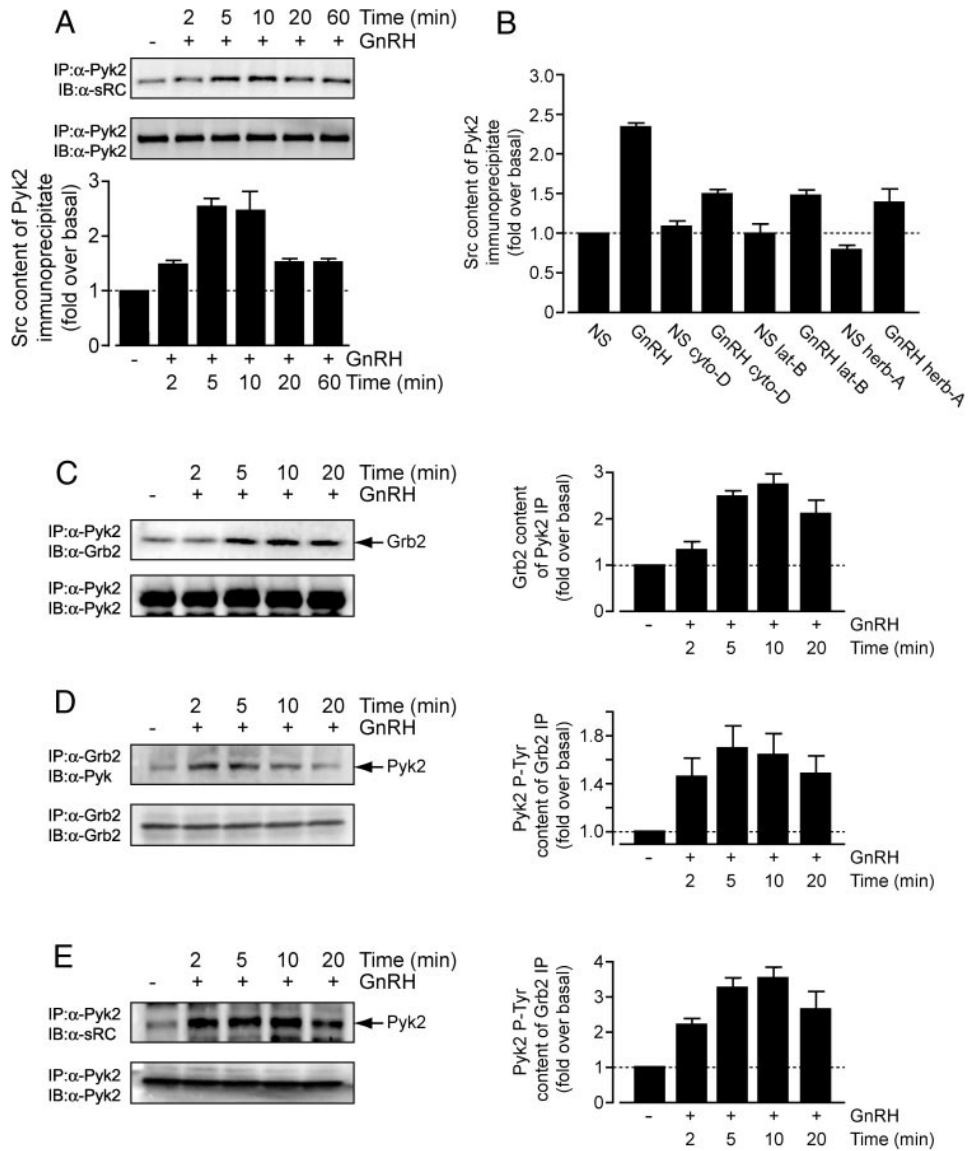 A
2 5 10 20 60 Time (min)
- + + + + + GnRH
IP:α-Pyk2
IB:α-sRC
IP:α-Pyk2
IB:α-Pyk2
Src content of Pyk2
immunoprecipitate
(fold over basal)
3
2
1
0
- + + + + + GnRH
2 5 10 20 60 Time (min)
B
Src content of Pyk2
immunoprecipitate
(fold over basal)
3.0
2.5
2.0
1.5
1.0
0.5
0
NS
GnRH
NS cyto-D
GnRH cyto-D
NS lat-B
GnRH lat-B
NS herb-A
GnRH herb-A
C
2 5 10 20 Time (min)
- + + + + GnRH
IP:α-Pyk2
IB:α-Grb2
Grb2
IP:α-Pyk2
IB:α-Pyk2
Grb2 content
of Pyk2 IP
(fold over basal)
3
2
1
0
- + + + + GnRH
2 5 10 20 Time (min)
D
2 5 10 20 Time (min)
- + + + + GnRH
IP:α-Grb2
IB:α-Pyk
Pyk2
IP:α-Grb2
IB:α-Grb2
Pyk2 P-Tyr
content of Grb2 IP
(fold over basal)
1.8
1.4
1.0
- + + + + GnRH
2 5 10 20 Time (min)
E
2 5 10 20 Time (min)
- + + + + GnRH
IP:α-Pyk2
IB:α-sRC
Pyk2
IP:α-Pyk2
IB:α-Pyk2
Pyk2 P-Tyr
content of Grb2 IP
(fold over basal)
4
3
2
1
0
- + + + + GnRH
2 5 10 20 Time (min)